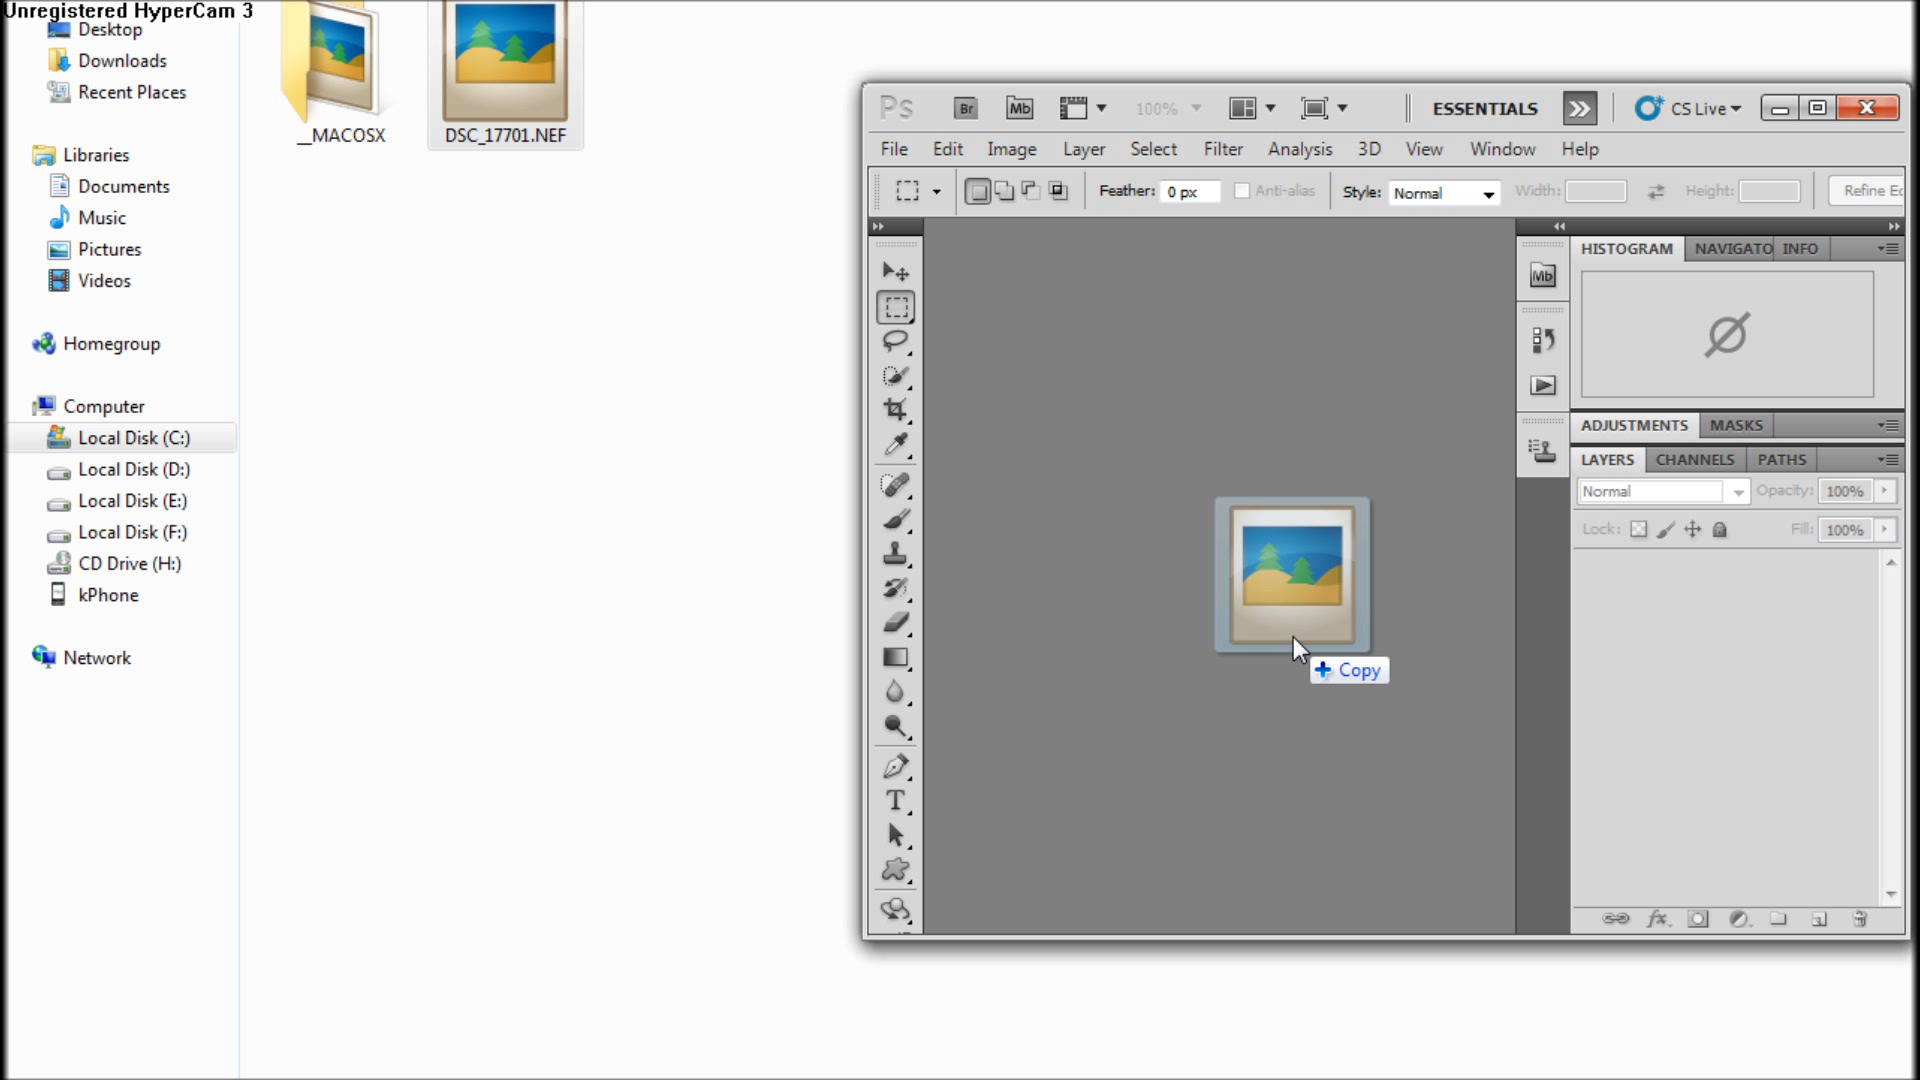 Unregistered HyperCam 3
Desktop
Downloads
Recent Places
Libraries
Documents
Music
Pictures
Videos
Homegroup
Computer
Local Disk (C:)
Local Disk (D:)
Local Disk (E:)
Local Disk (F:)
CD Drive (H:)
kPhone
Network
__MACOSX
DSC_17701.NEF
Ps Br Mb 100% ESSENTIALS CS Live
File Edit Image Layer Select Filter Analysis 3D View Window Help
Feather: 0 px Anti-alias Style: Normal Width: Height: Refine Ec
HISTOGRAM NAVIGATO INFO
Mb
ADJUSTMENTS MASKS
LAYERS CHANNELS PATHS
Normal Opacity: 100%
Lock: Fill: 100%
Copy
T
fx